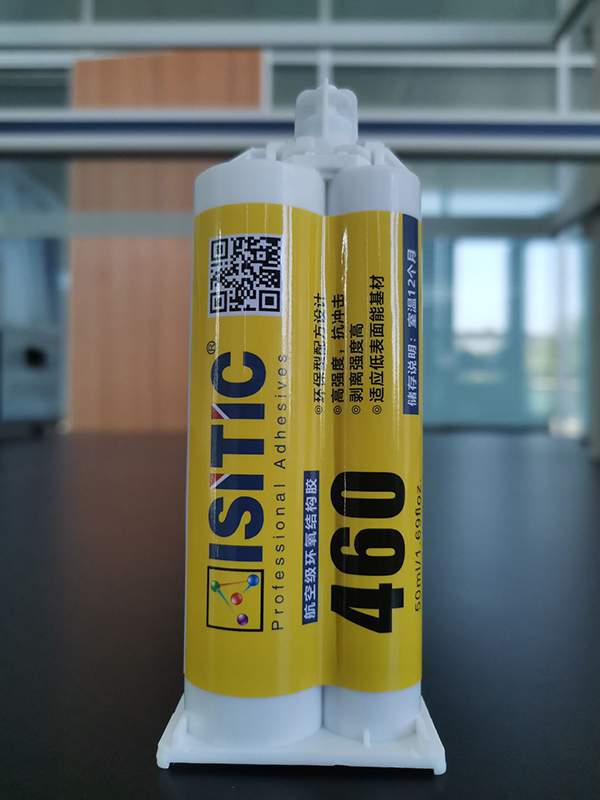 ISITIC®
Professional Adhesives
航空级环氧结构胶
460
50ml/1.69floz.
◎环保型配方设计
◎高强度，抗冲击
◎剥离强度高
◎适应低表面能基材
储存说明：室温12个月